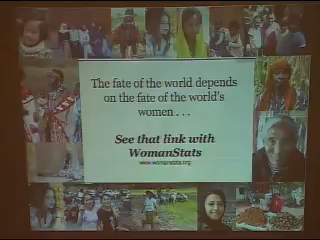 The fate of the world depends
on the fate of the world's
women . . .
See that link with
WomanStats
www.womanstats.org